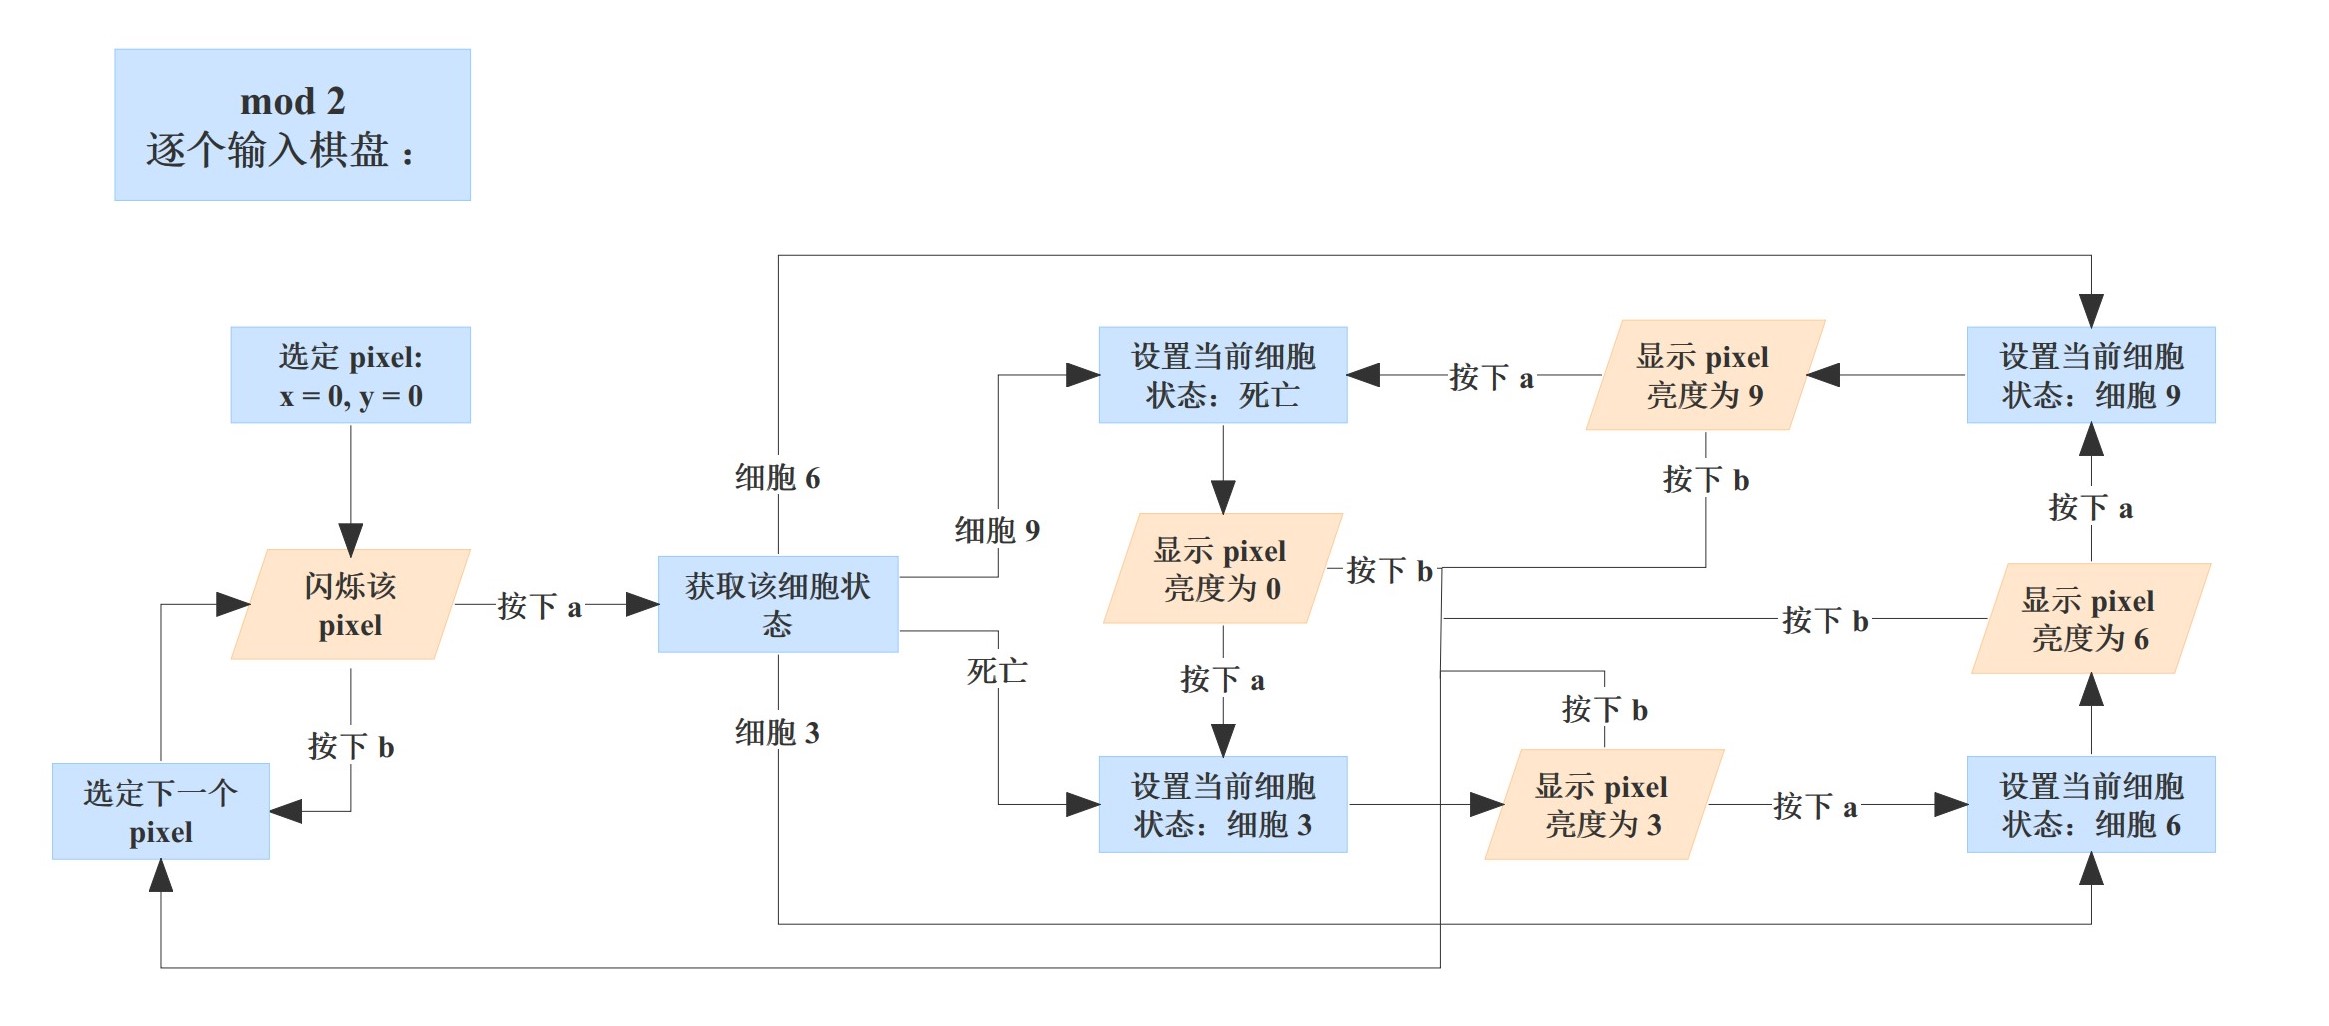 mod 2
逐个输入棋盘：
选定 pixel:
x = 0, y = 0
闪烁该
pixel
按下 a
按下 b
选定下一个
pixel
获取该细胞状
态
细胞 6
细胞 9
死亡
细胞 3
设置当前细胞
状态：死亡
显示 pixel
亮度为 0
按下 b
按下 a
设置当前细胞
状态：细胞 3
按下 a
显示 pixel
亮度为 9
按下 b
按下 b
按下 b
显示 pixel
亮度为 3
按下 a
设置当前细胞
状态：细胞 9
按下 a
显示 pixel
亮度为 6
设置当前细胞
状态：细胞 6